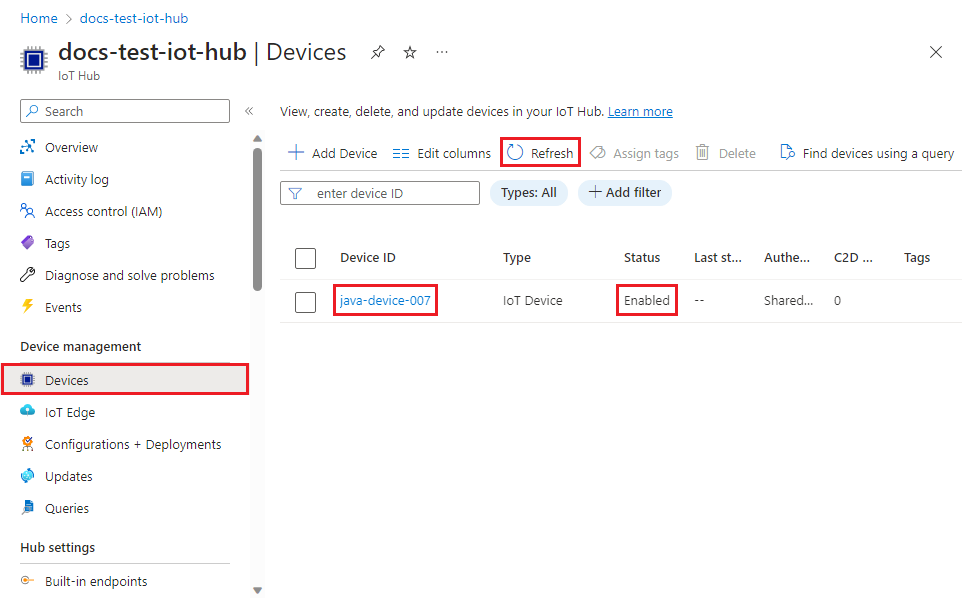 Home > docs-test-iot-hub
docs-test-iot-hub | Devices ...
IoT Hub
Search
Overview
Activity log
Access control (IAM)
Tags
Diagnose and solve problems
Events
Device management
Devices
IoT Edge
Configurations + Deployments
Updates
Queries
Hub settings
Built-in endpoints
View, create, delete, and update devices in your IoT Hub. Learn more
Add Device Edit columns Refresh Assign tags Delete Find devices using a query
enter device ID Types: All Add filter
Device ID Type Status Last st... Authe... C2D ... Tags
java-device-007 IoT Device Enabled -- Shared... 0